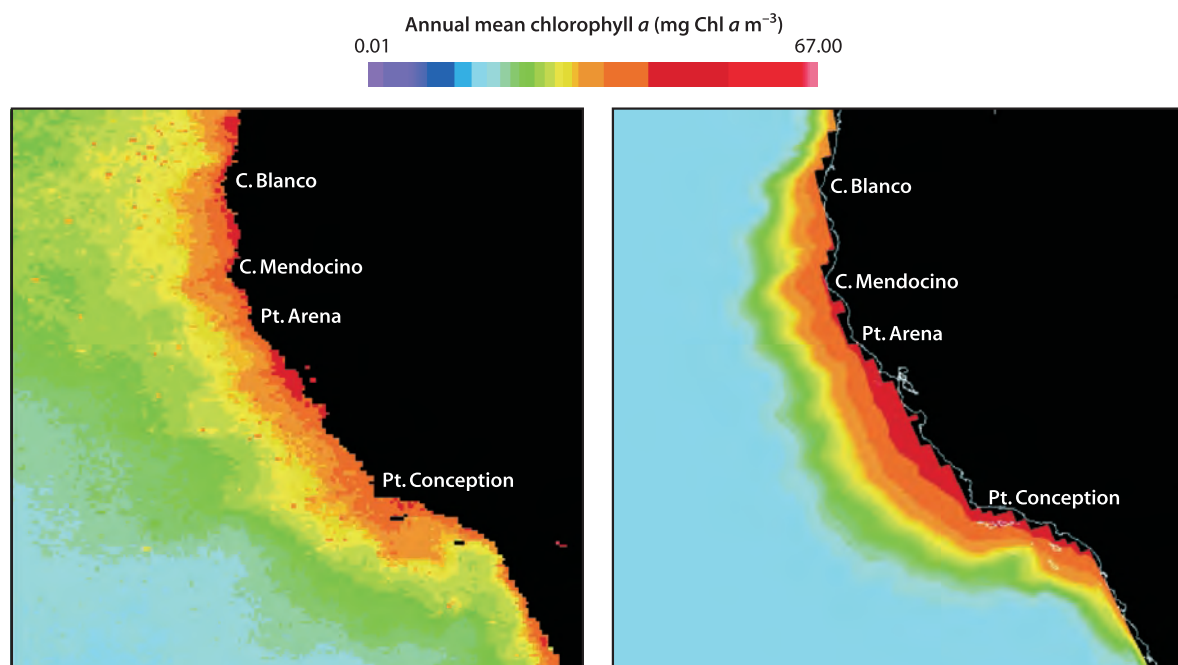 Annual mean chlorophyll a (mg Chl a m⁻³)
0.01 67.00
C. Blanco
C. Mendocino
Pt. Arena
Pt. Conception
C. Blanco
C. Mendocino
Pt. Arena
Pt. Conception